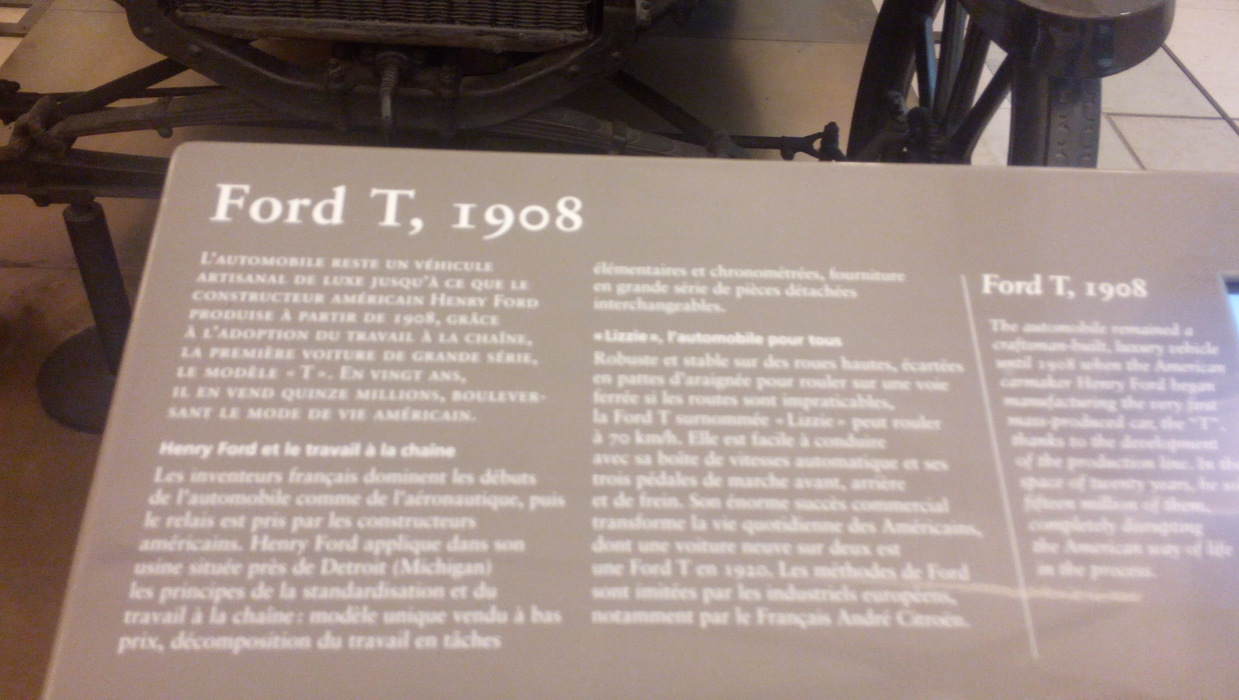 Ford T, 1908
L'AUTOMOBILE RESTE UN VÉHICULE
ARTISANAL DE LUXE JUSQU'À CE QUE LE
CONSTRUCTEUR AMÉRICAIN HENRY FORD
PRODUISE À PARTIR DE 1908, GRÂCE
À L'ADOPTION DU TRAVAIL À LA CHAÎNE,
LA PREMIÈRE VOITURE DE GRANDE SÉRIE,
LE MODÈLE « T ». EN VINGT ANS,
IL EN VEND QUINZE MILLIONS, BOULEVER-
SANT LE MODE DE VIE AMÉRICAIN.
Henry Ford et le travail à la chaîne
Les inventeurs français dominent les débuts
de l'automobile comme de l'aéronautique, puis
le relais est pris par les constructeurs
américains. Henry Ford applique dans son
usine située près de Detroit (Michigan)
les principes de la standardisation et du
travail à la chaîne : modèle unique vendu à bas
prix, décomposition du travail en tâches
élémentaires et chronométrées, fourniture
en grande série de pièces détachées
interchangeables.
« Lizzie », l'automobile pour tous
Robuste et stable sur des roues hautes, écartées
en pattes d'araignée pour rouler sur une voie
ferrée si les routes sont impraticables,
la Ford T surnommée « Lizzie » peut rouler
à 70 km/h. Elle est facile à conduire
avec sa boîte de vitesses automatique et ses
trois pédales de marche avant, arrière
et de frein. Son énorme succès commercial
transforme la vie quotidienne des Américains,
dont une voiture neuve sur deux est
une Ford T en 1920. Les méthodes de Ford
sont imitées par les industriels européens,
notamment par le Français André Citroën.
Ford T, 1908
The automobile remained a
craftsman-built, luxury vehicle
until 1908 when the American
carmaker Henry Ford began
manufacturing the very first
mass-produced car, the "T",
thanks to the development
of the production line. In the
space of twenty years, he
fifteen million of them,
completely disrupting
the American way of life
in the process.